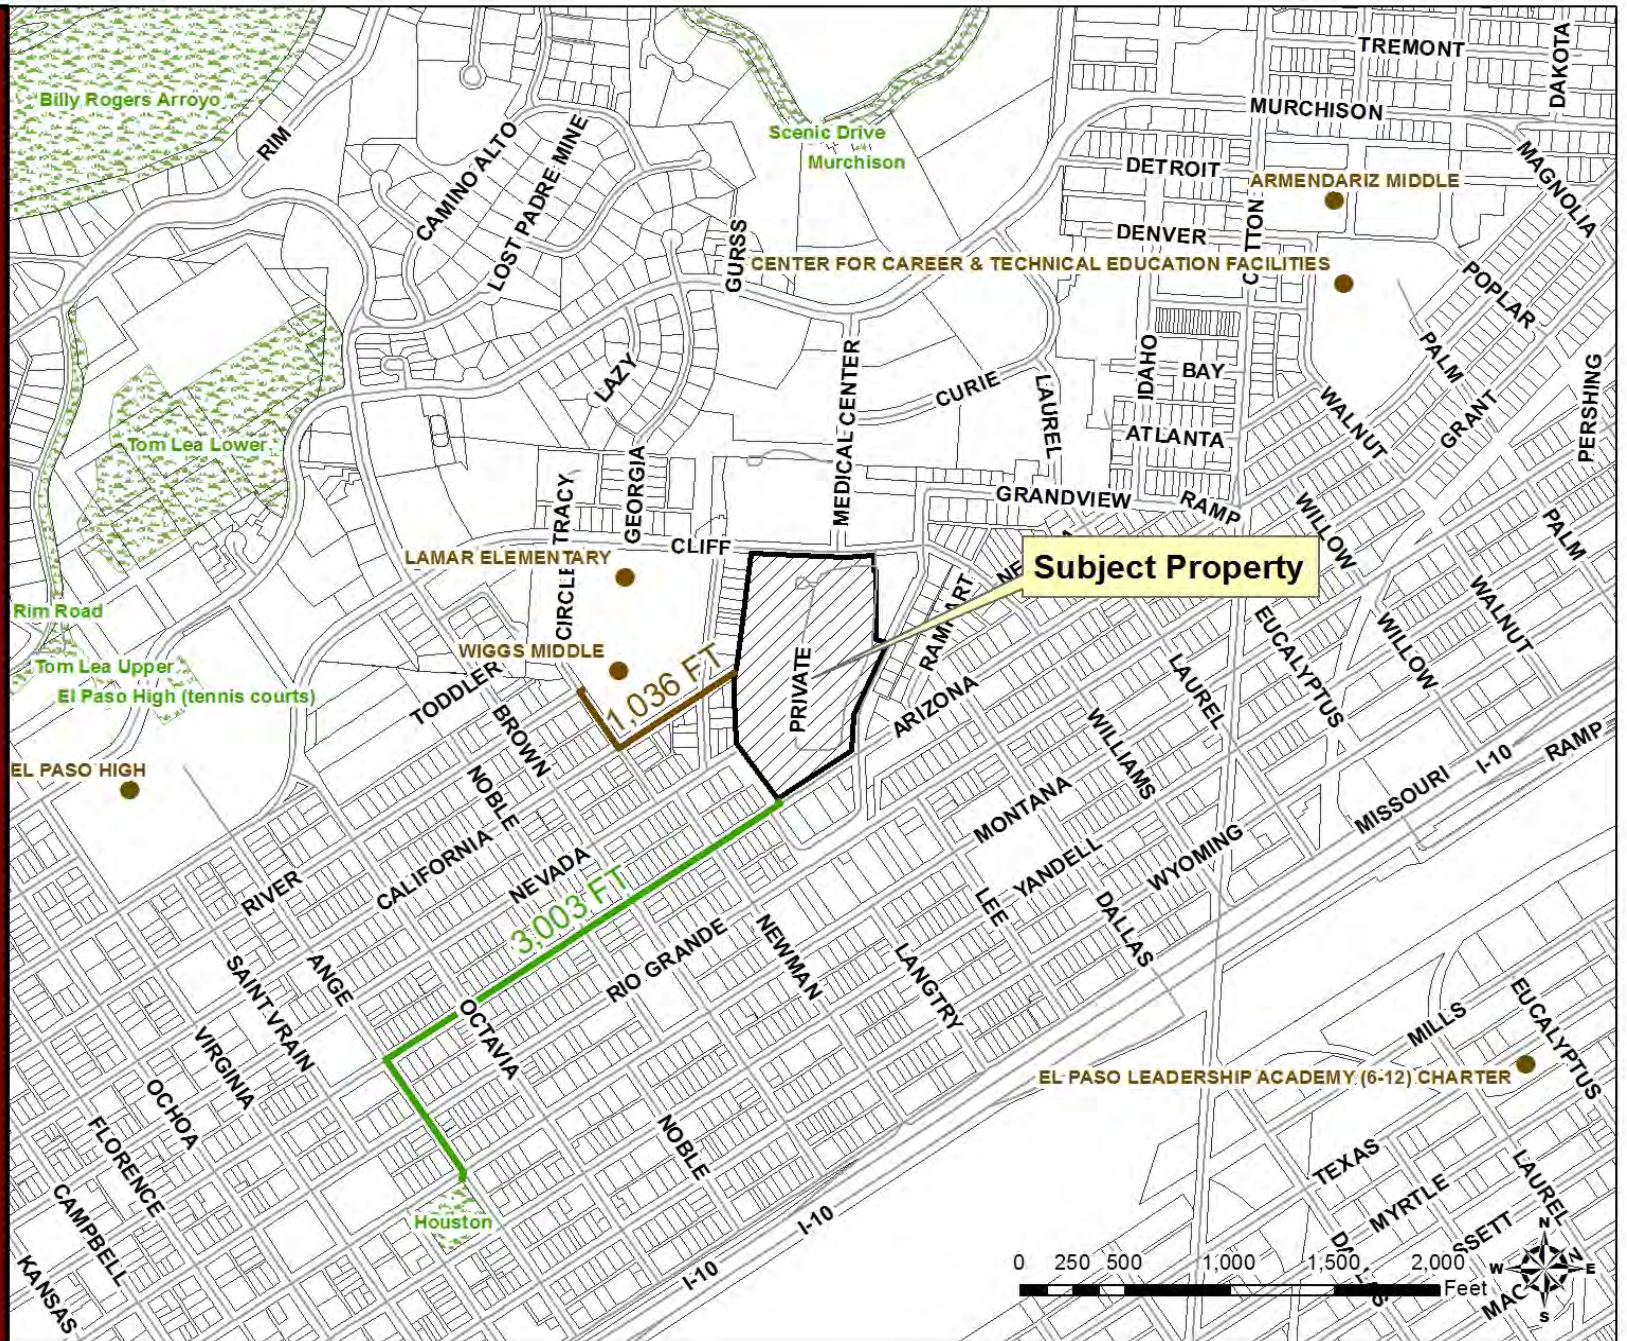 TREMONT
DAKOTA
Billy Rogers Arroyo
MURCHISON
RIM
CAMINO ALTO
LOST PADRE MINE
Scenic Drive
Murchison
DETROIT
MAGNOLIA
ARMENDARIZ MIDDLE
COTTON
DENVER
GURSS
CENTER FOR CAREER & TECHNICAL EDUCATION FACILITIES
POPLAR
PALM
LAZY
MEDICAL CENTER
CURIE
LAUREL
IDAHO
BAY
WALNUT
GRANT
PERSHING
Tom Lea Lower
ATLANTA
GEORGIA
CIRCLE TRACY
GRANDVIEW
RAMP
WILLOW
PALM
LAMAR ELEMENTARY
CLIFF
NE
Subject Property
Rim Road
RAMPART
EUCALYPTUS
WILLOW
WALNUT
WIGGS MIDDLE
Tom Lea Upper
El Paso High (tennis courts)
TODDLER
1,036 FT
PRIVATE
ARIZONA
LAUREL
BROWN
WILLIAMS
EL PASO HIGH
NOBLE
MONTANA
MISSOURI
I-10
RAMP
CALIFORNIA
NEVADA
RIVER
3,003 FT
YANDELL
WYOMING
LEE
DALLAS
RIO GRANDE
NEWMAN
LANGTRY
SAINT VRAIN
ANGE
OCTAVIA
VIRGINIA
OCHOA
MILLS
EUCALYPTUS
EL PASO LEADERSHIP ACADEMY (6-12) CHARTER
FLORENCE
NOBLE
TEXAS
LAUREL
MYRTLE
CAMPBELL
Houston
I-10
SSETT
KANSAS
I-10
0 250 500 1,000 1,500 2,000
Feet
MAC
N
N
W
E
S